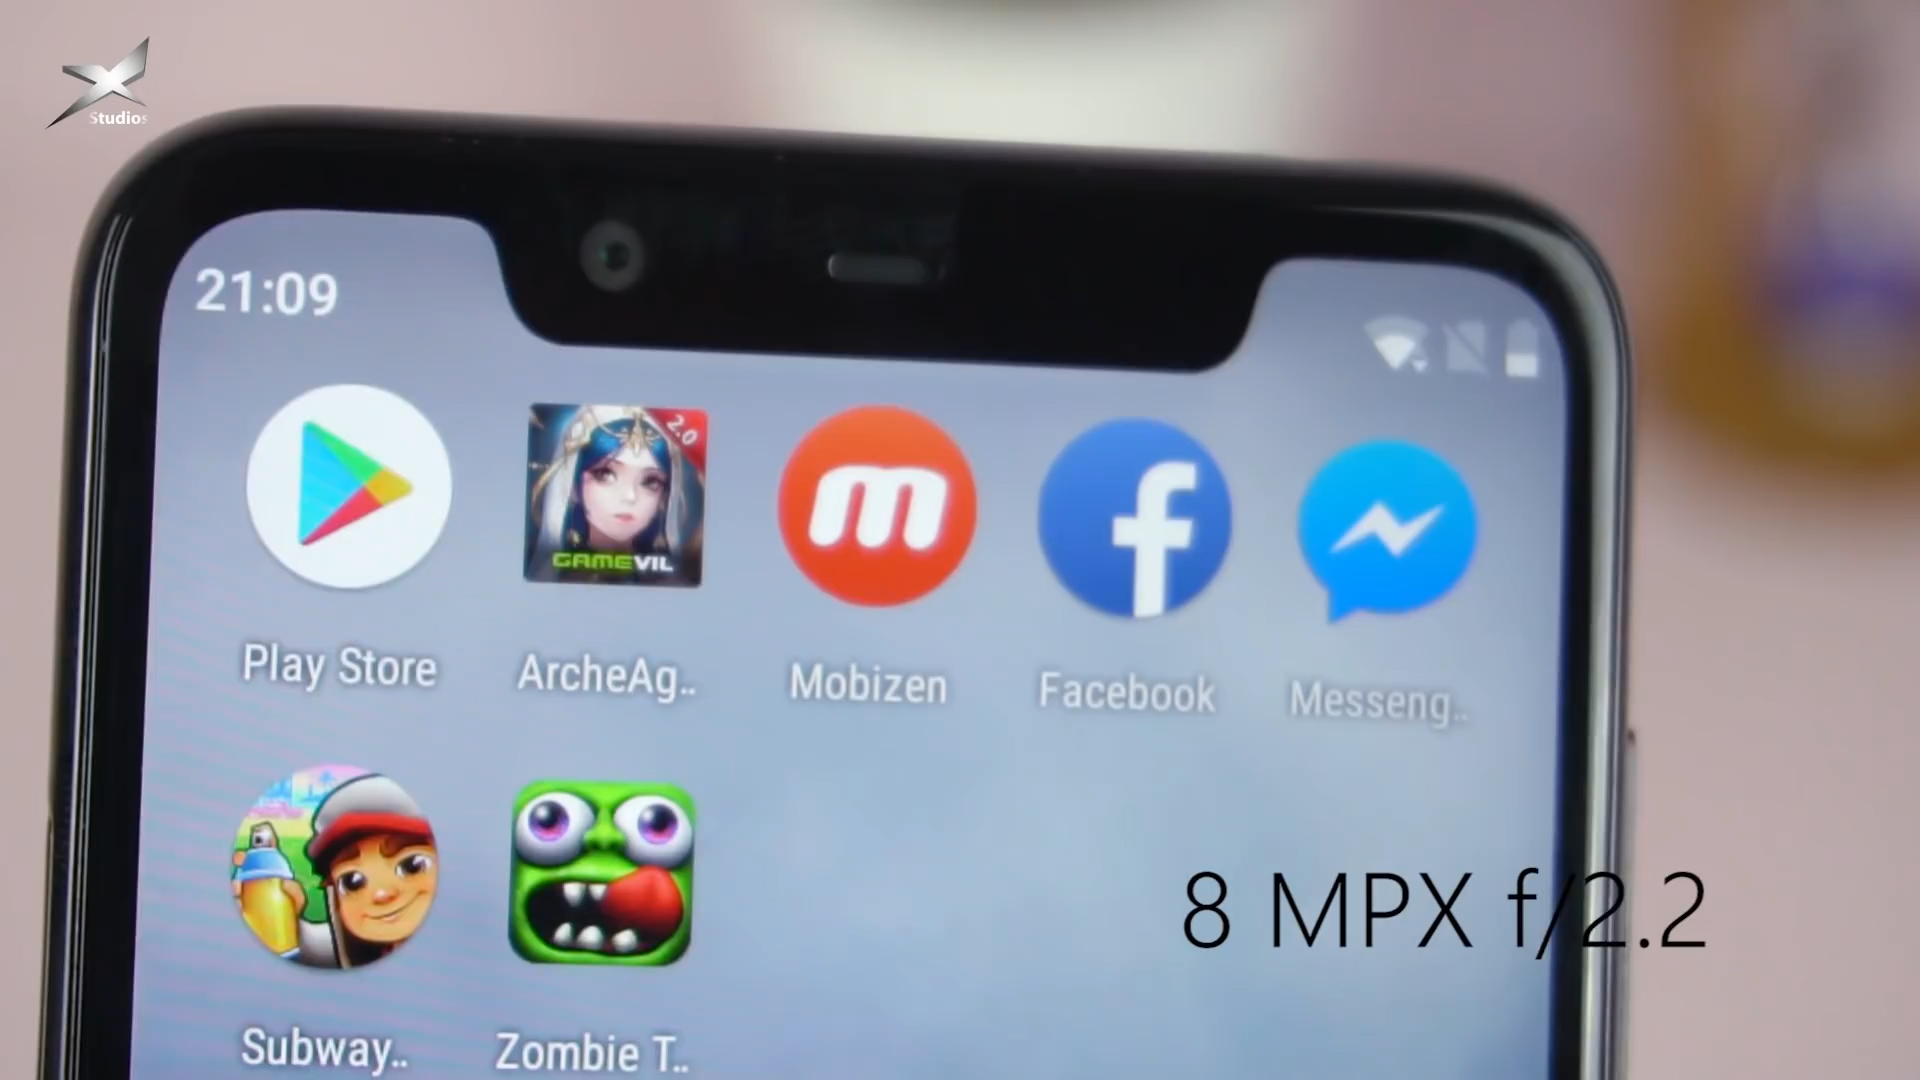 Studios
21:09
2.0
GAMEVIL
Play Store
ArcheAg..
Mobizen
Facebook
Messeng..
Subway..
Zombie T..
8 MPX f/2.2